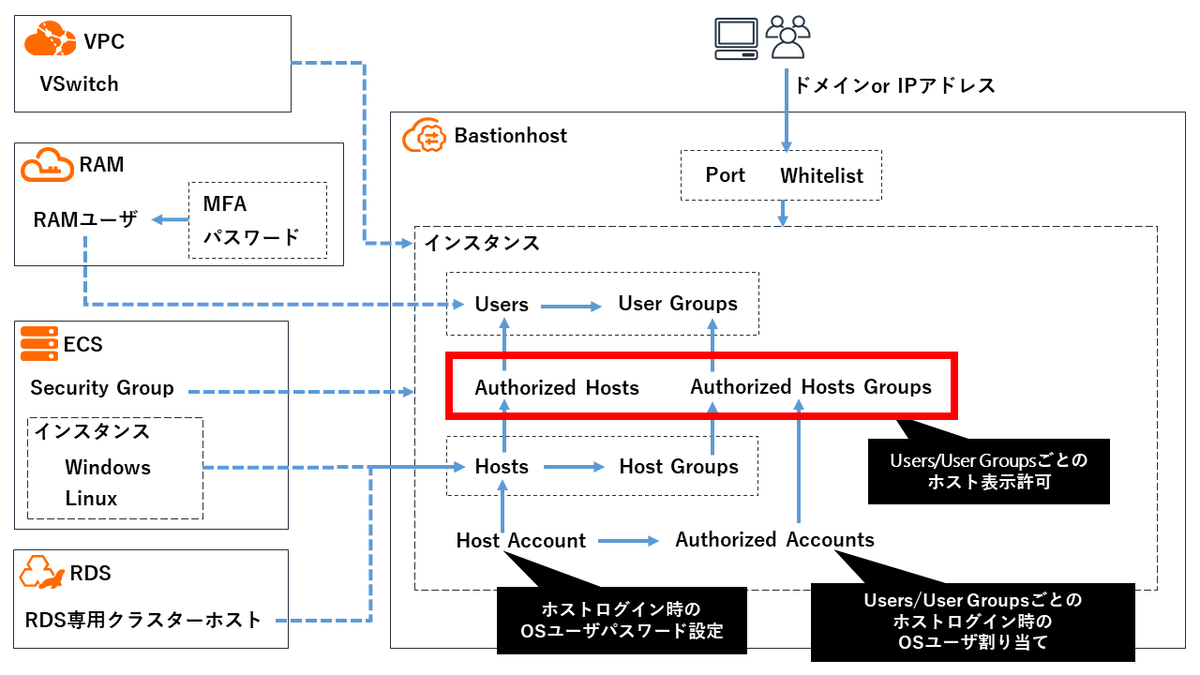 VPC
VSwitch
ドメインor IPアドレス
Bastionhost
RAM
MFA
RAMユーザ
パスワード
Port Whitelist
インスタンス
Users User Groups
ECS
Security Group
Authorized Hosts Authorized Hosts Groups
インスタンス
Windows
Linux
Hosts Host Groups
Users/User Groupsごとの
ホスト表示許可
Host Account Authorized Accounts
RDS
RDS専用クラスターホスト
ホストログイン時の
OSユーザパスワード設定
Users/User Groupsごとの
ホストログイン時の
OSユーザ割り当て